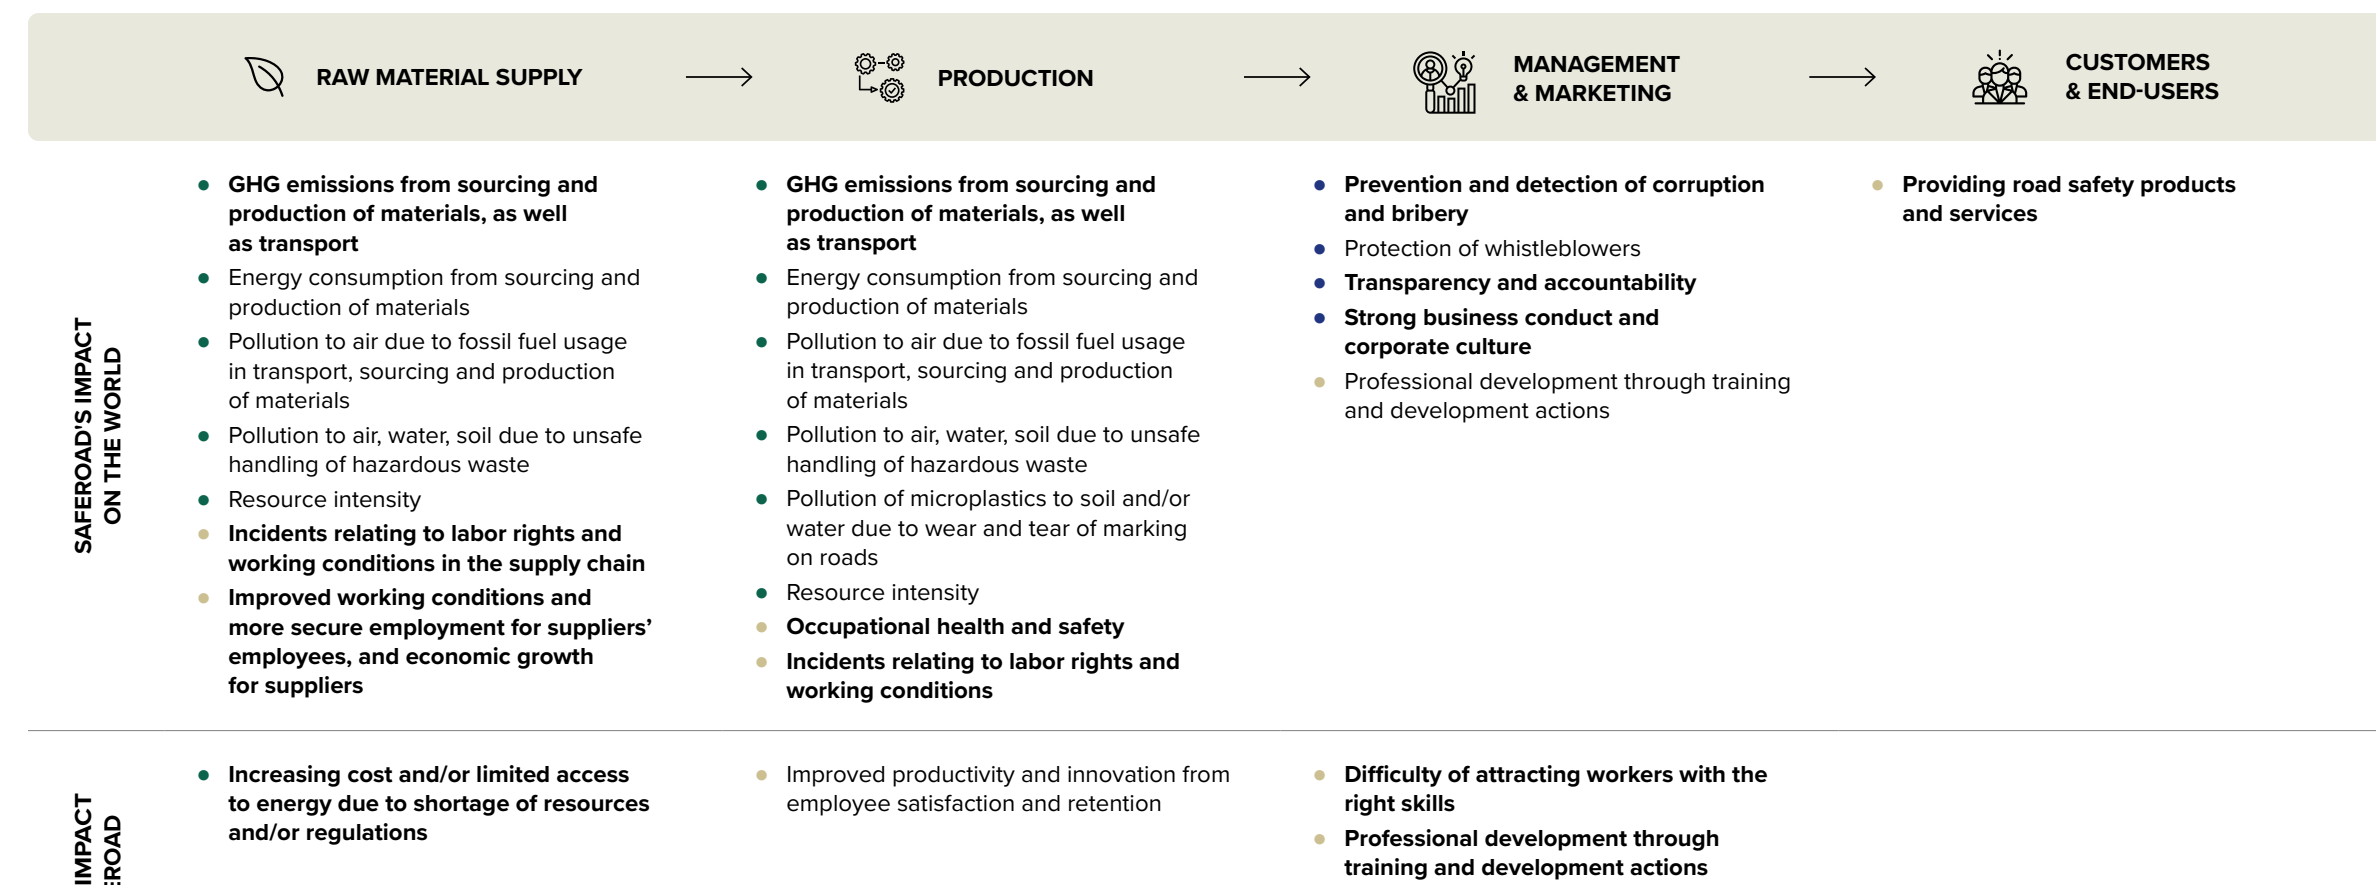 RAW MATERIAL SUPPLY
PRODUCTION
MANAGEMENT
& MARKETING
CUSTOMERS
& END-USERS
SAFEROAD'S IMPACT
ON THE WORLD
GHG emissions from sourcing and
production of materials, as well
as transport
Energy consumption from sourcing and
production of materials
Pollution to air due to fossil fuel usage
in transport, sourcing and production
of materials
Pollution to air, water, soil due to unsafe
handling of hazardous waste
Resource intensity
Incidents relating to labor rights and
working conditions in the supply chain
Improved working conditions and
more secure employment for suppliers’
employees, and economic growth
for suppliers
GHG emissions from sourcing and
production of materials, as well
as transport
Energy consumption from sourcing and
production of materials
Pollution to air due to fossil fuel usage
in transport, sourcing and production
of materials
Pollution to air, water, soil due to unsafe
handling of hazardous waste
Pollution of microplastics to soil and/or
water due to wear and tear of marking
on roads
Resource intensity
Occupational health and safety
Incidents relating to labor rights and
working conditions
Prevention and detection of corruption
and bribery
Protection of whistleblowers
Transparency and accountability
Strong business conduct and
corporate culture
Professional development through training
and development actions
Providing road safety products
and services
IMPACT
Increasing cost and/or limited access
to energy due to shortage of resources
and/or regulations
Improved productivity and innovation from
employee satisfaction and retention
Difficulty of attracting workers with the
right skills
Professional development through
training and development actions